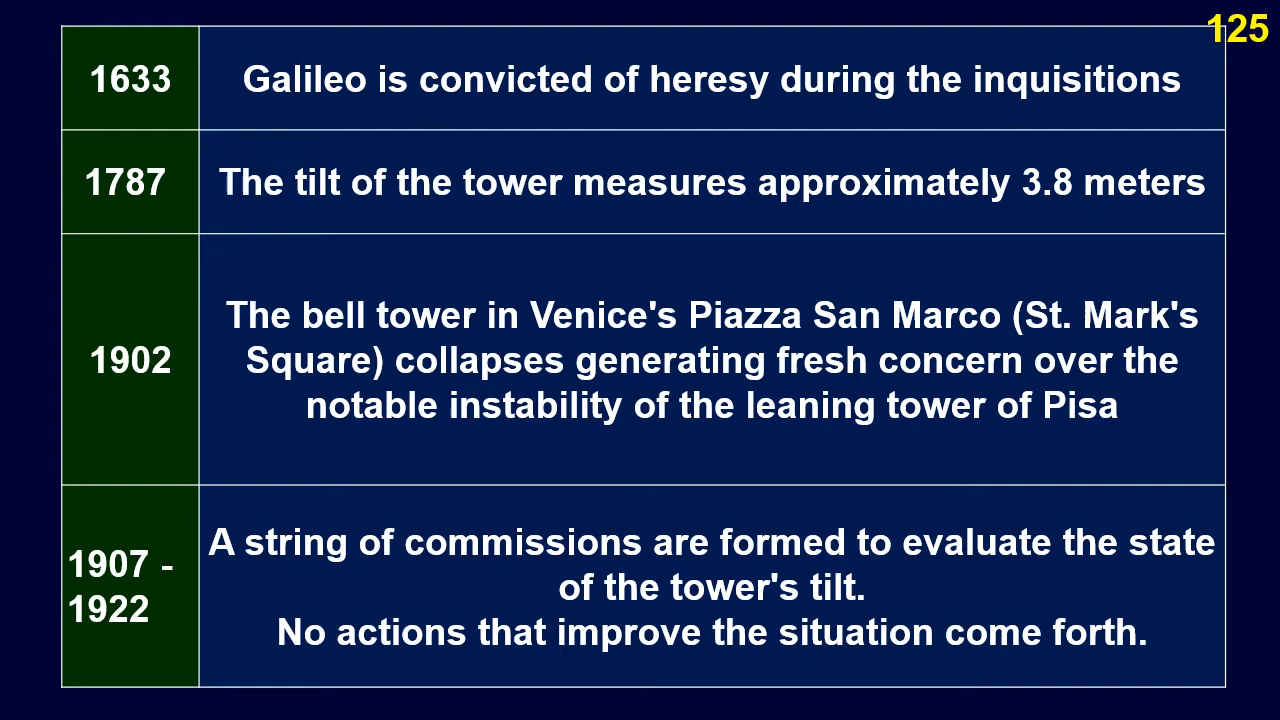 125
1633
Galileo is convicted of heresy during the inquisitions
1787
The tilt of the tower measures approximately 3.8 meters
1902
The bell tower in Venice's Piazza San Marco (St. Mark's
Square) collapses generating fresh concern over the
notable instability of the leaning tower of Pisa
1907 -
1922
A string of commissions are formed to evaluate the state
of the tower's tilt.
No actions that improve the situation come forth.